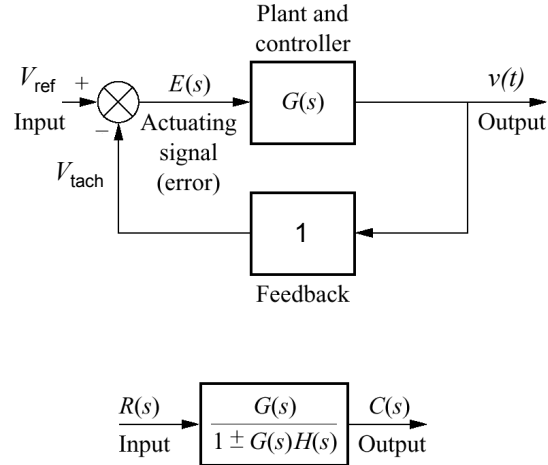 Plant and
controller
V_ref + E(s) G(s) v(t)
Input − Actuating Output
signal
(error)
V_tach
1
Feedback
R(s) G(s) C(s)
Input 1 ± G(s)H(s) Output